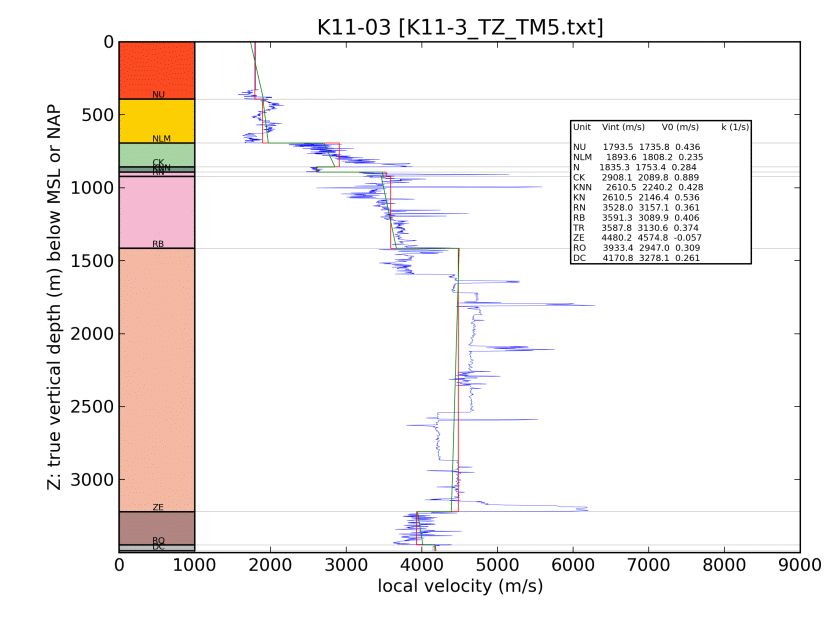 K11-03 [K11-3_TZ_TM5.txt]
0
500
1000
1500
2000
2500
3000
Z: true vertical depth (m) below MSL or NAP
NU
NLM
CK
KNN
RN
RB
ZE
RO
DC
Unit Vint (m/s) V0 (m/s) k (1/s)
NU 1793.5 1735.8 0.436
NLM 1893.6 1808.2 0.235
N 1835.3 1753.4 0.284
CK 2908.1 2089.8 0.889
KNN 2610.5 2240.2 0.428
KN 2610.5 2146.4 0.536
RN 3528.0 3157.1 0.361
RB 3591.3 3089.9 0.406
TR 3587.8 3130.6 0.374
ZE 4480.2 4574.8 -0.057
RO 3933.4 2947.0 0.309
DC 4170.8 3278.1 0.261
0 1000 2000 3000 4000 5000 6000 7000 8000 9000
local velocity (m/s)